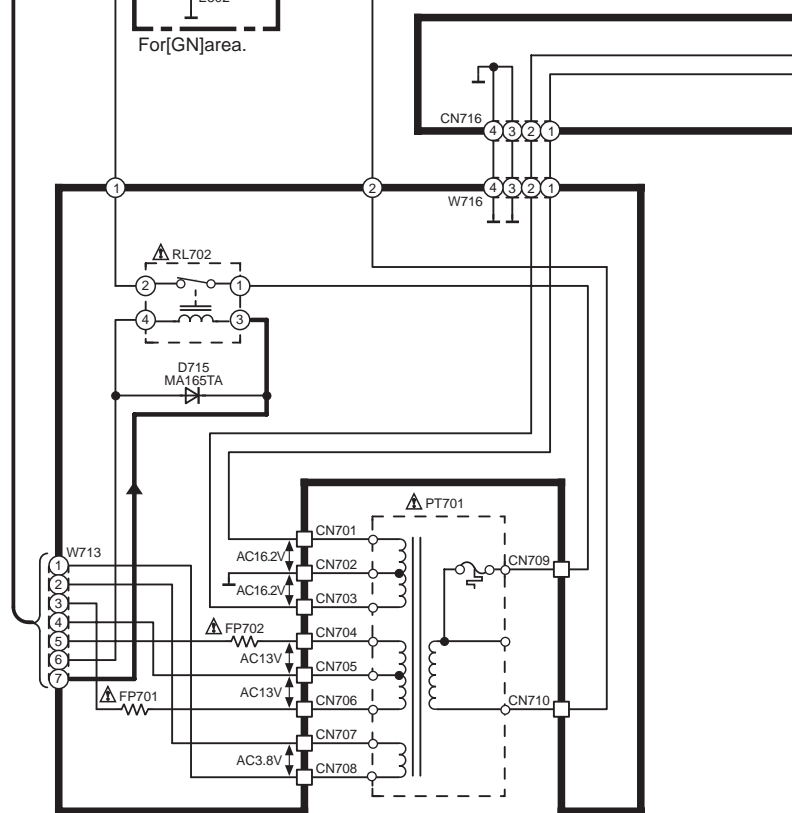 For[GN]area.
CN716
4 3 2 1
1
2
4 3 2 1
W716
RL702
2
1
4
3
D715
MA165TA
PT701
W713
CN701
AC16.2V
CN702
CN709
1
2
AC16.2V
3
CN703
4
FP702
CN704
5
AC13V
6
CN705
7
FP701
AC13V
CN706
CN710
CN707
AC3.8V
CN708